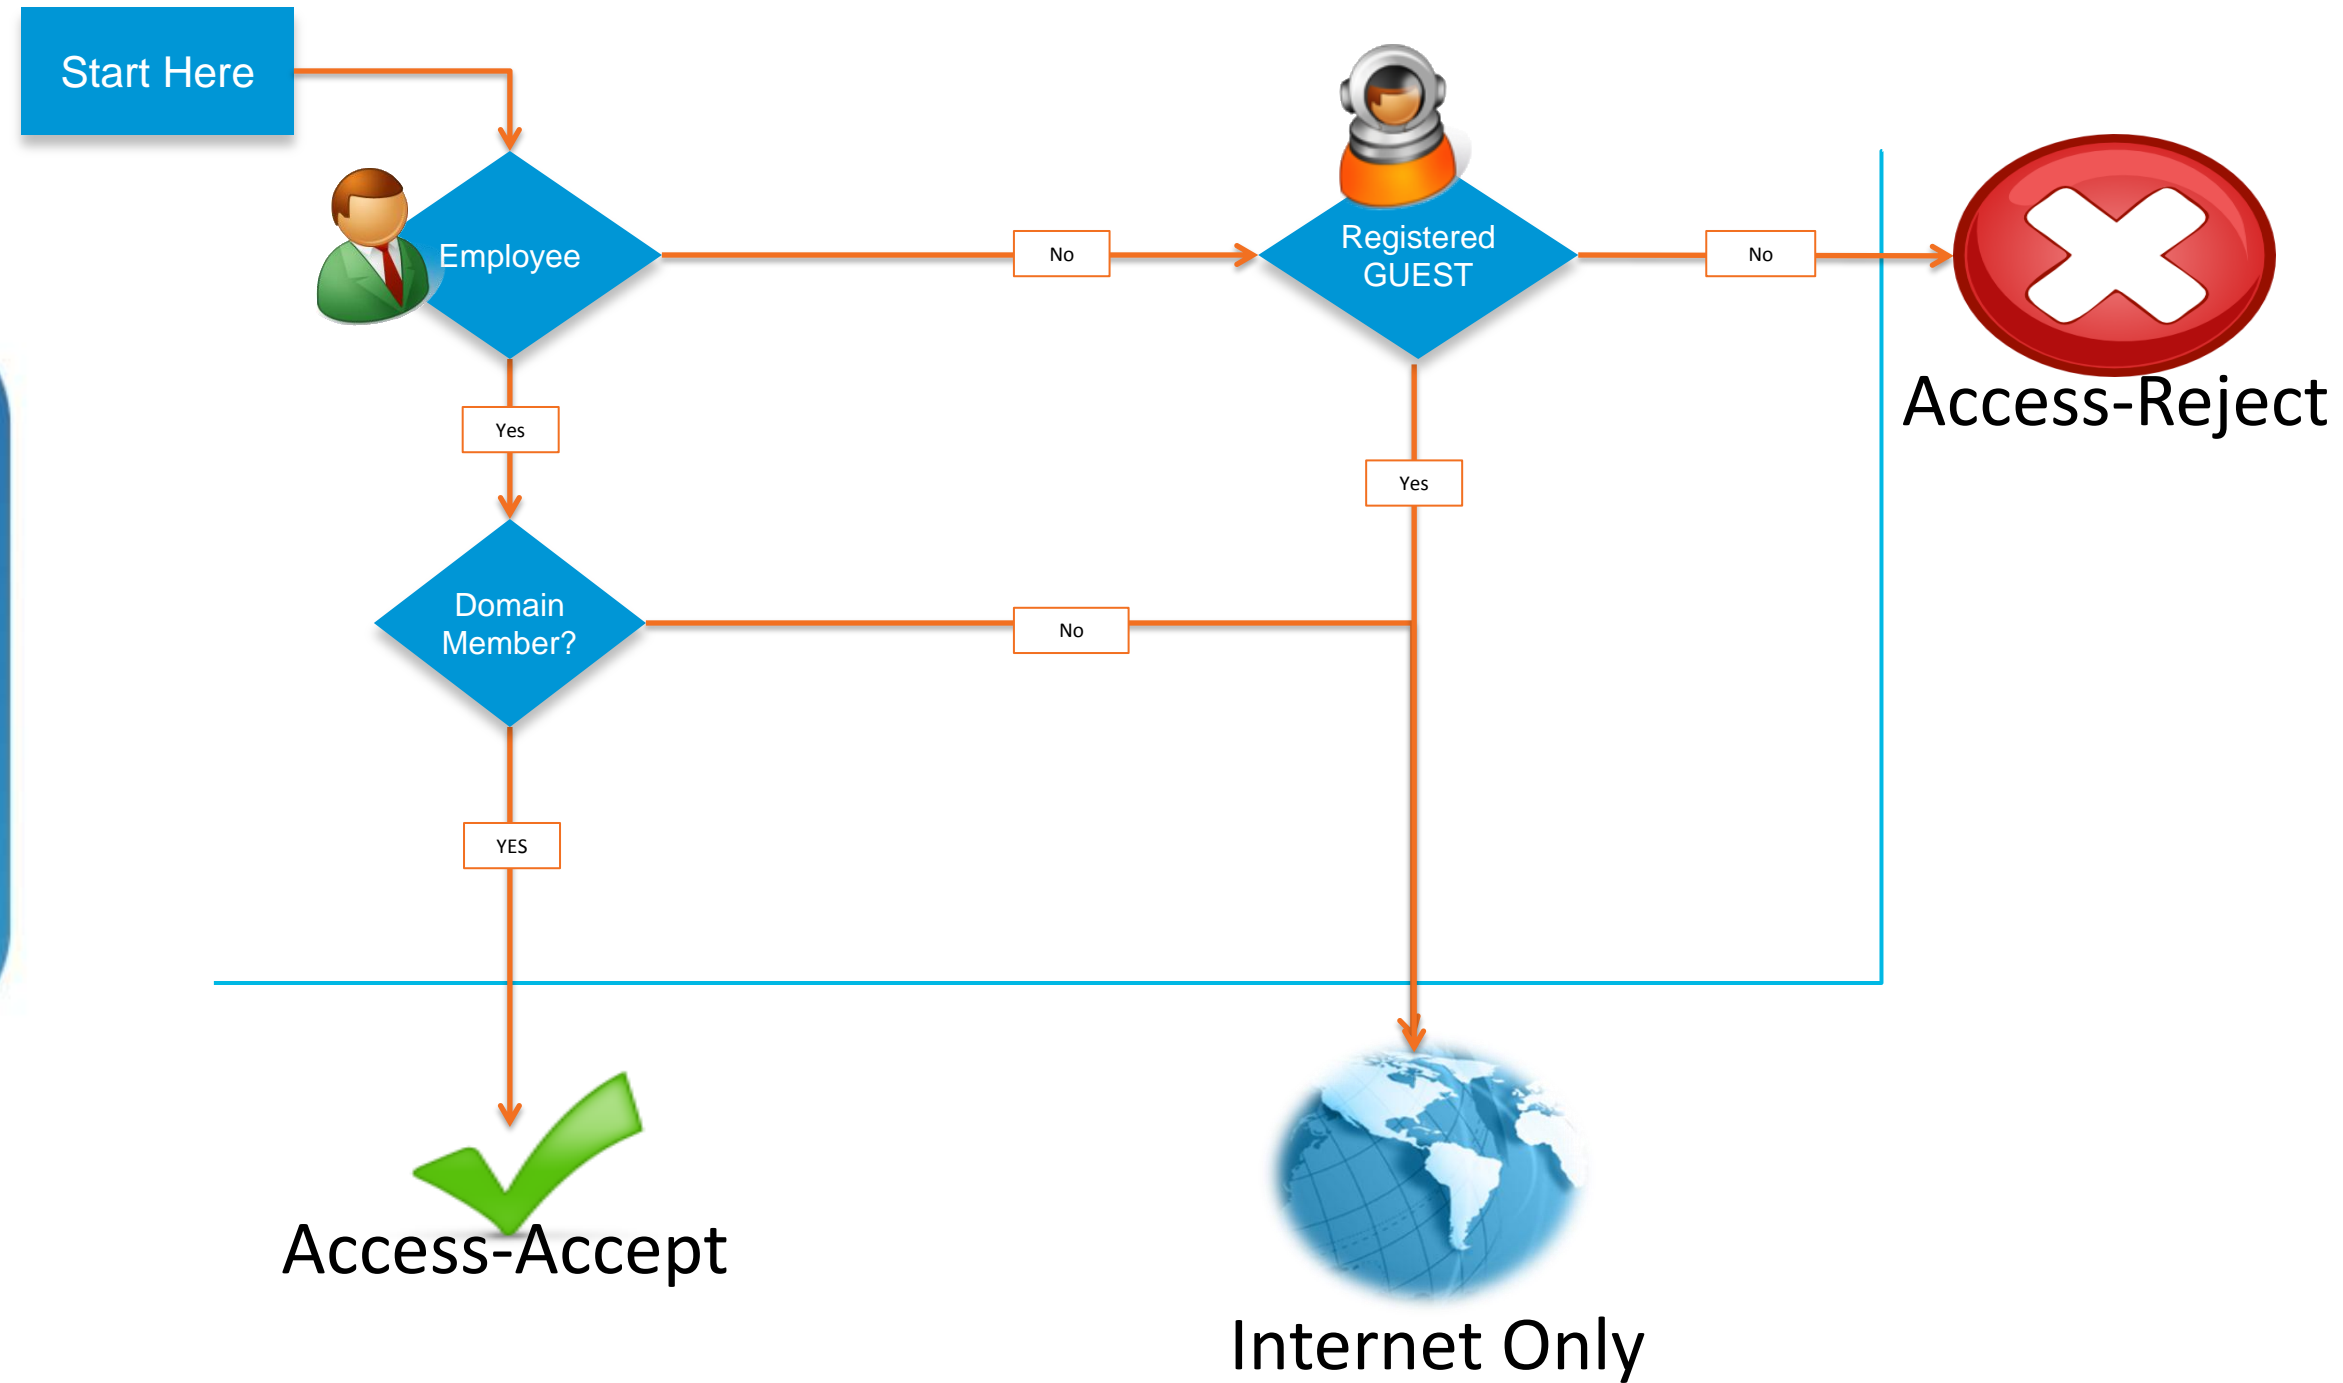 Start Here
Employee
No
Registered
GUEST
No
Access-Reject
Yes
Yes
Domain
Member?
No
YES
Access-Accept
Internet Only